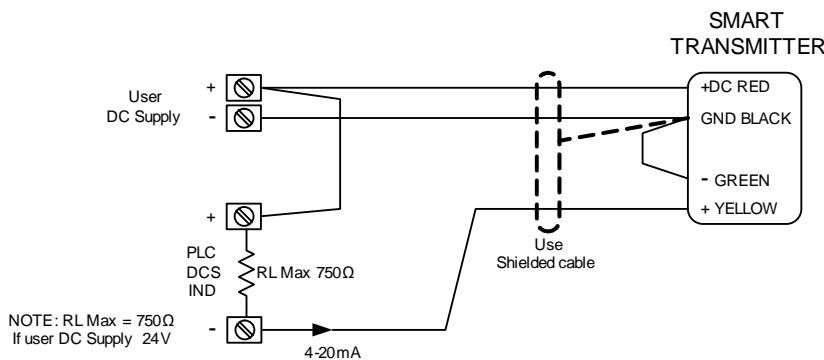 SMART
TRANSMITTER
+
User
DC Supply
-
+DC RED
GND BLACK
- GREEN
+ YELLOW
+
PLC
DCS
IND
RL Max 750Ω
Use
Shielded cable
NOTE: RL Max = 750Ω
If user DC Supply 24V
-
4-20mA